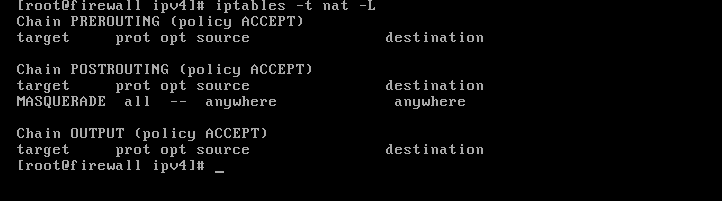 [root@firewall ipv4]# iptables -t nat -L
Chain PREROUTING (policy ACCEPT)
target     prot opt source               destination
Chain POSTROUTING (policy ACCEPT)
target     prot opt source               destination
MASQUERADE  all  --  anywhere             anywhere
Chain OUTPUT (policy ACCEPT)
target     prot opt source               destination
[root@firewall ipv4]# _